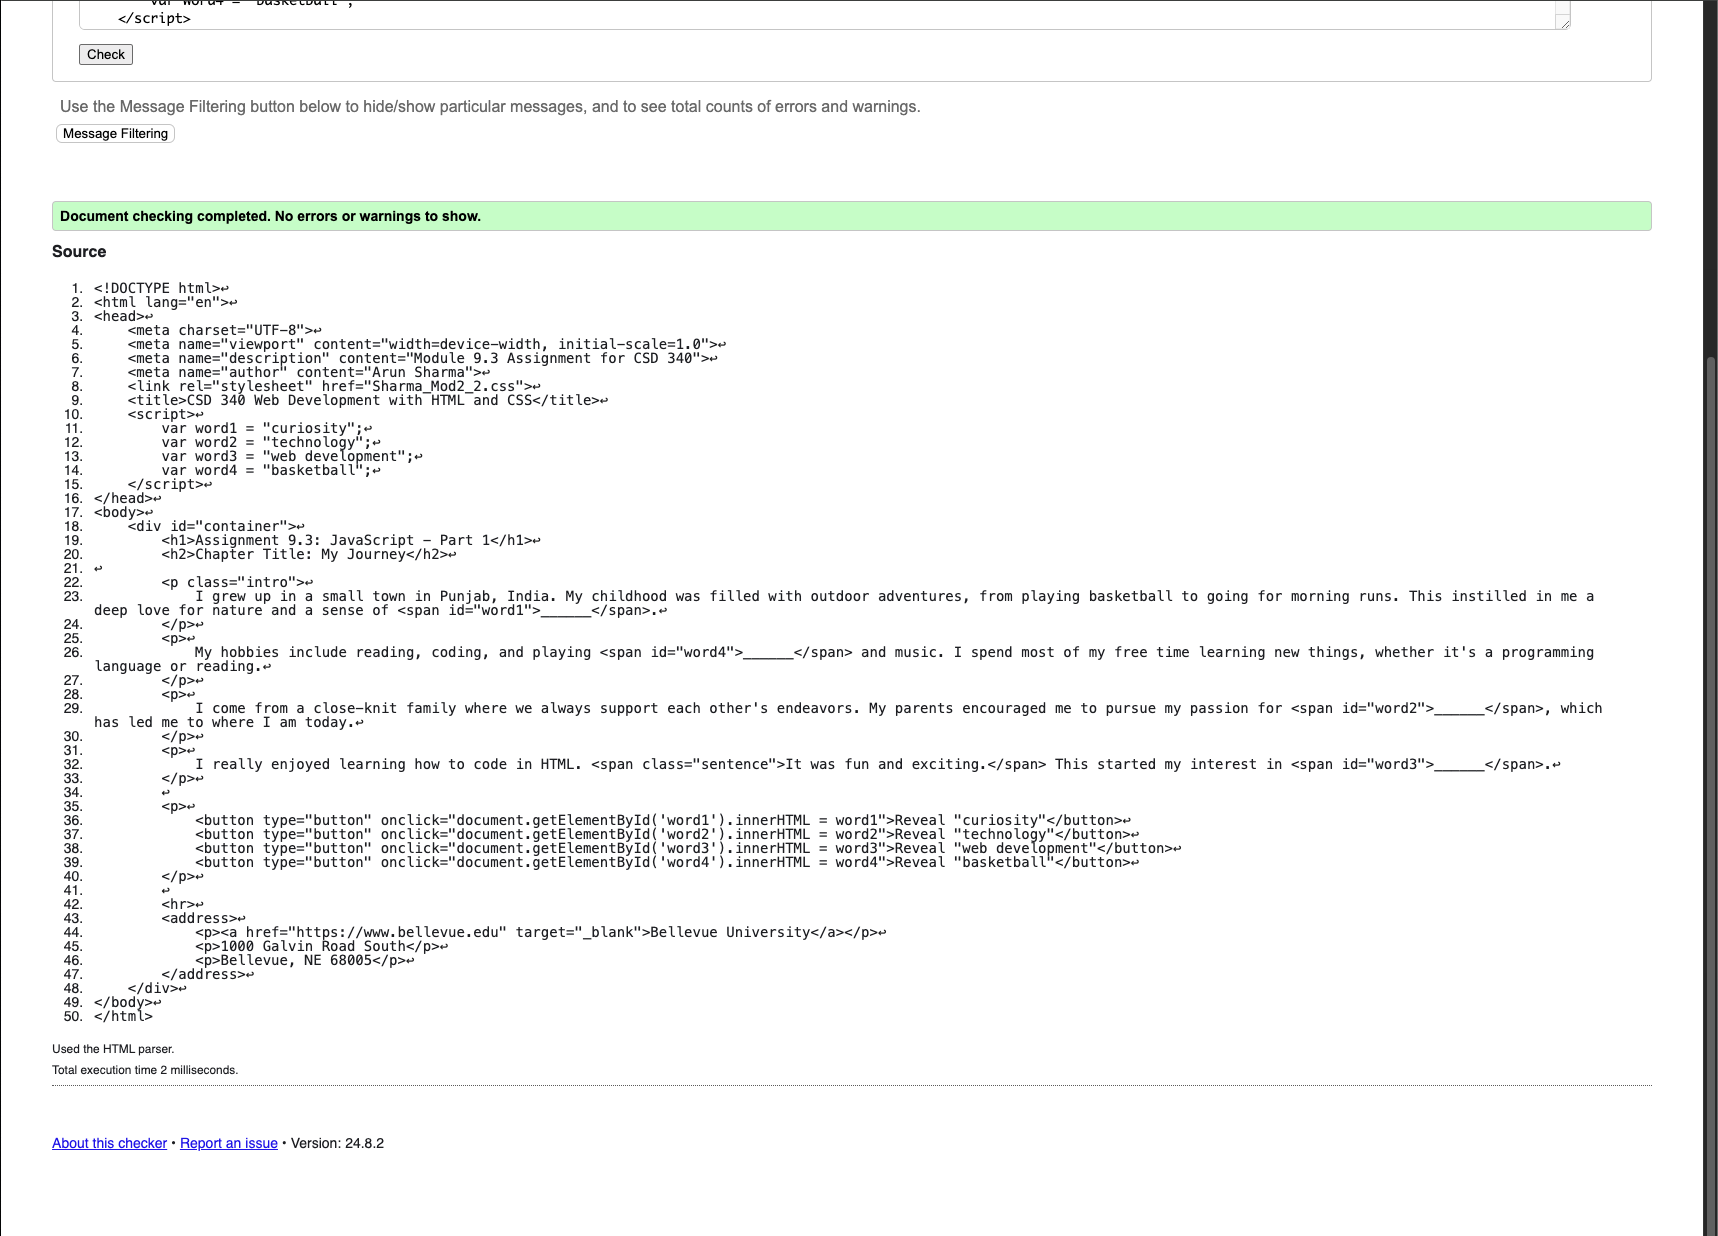 var word4 = "basketball";
</script>
Check
Use the Message Filtering button below to hide/show particular messages, and to see total counts of errors and warnings.
Message Filtering
Document checking completed. No errors or warnings to show.
Source
1. <!DOCTYPE html>↩
2. <html lang="en">↩
3. <head>↩
4. <meta charset="UTF-8">↩
5. <meta name="viewport" content="width=device-width, initial-scale=1.0">↩
6. <meta name="description" content="Module 9.3 Assignment for CSD 340">↩
7. <meta name="author" content="Arun Sharma">↩
8. <link rel="stylesheet" href="Sharma_Mod2_2.css">↩
9. <title>CSD 340 Web Development with HTML and CSS</title>↩
10. <script>↩
11. var word1 = "curiosity";↩
12. var word2 = "technology";↩
13. var word3 = "web development";↩
14. var word4 = "basketball";↩
15. </script>↩
16. </head>↩
17. <body>↩
18. <div id="container">↩
19. <h1>Assignment 9.3: JavaScript - Part 1</h1>↩
20. <h2>Chapter Title: My Journey</h2>↩
21. ↩
22. <p class="intro">↩
23. I grew up in a small town in Punjab, India. My childhood was filled with outdoor adventures, from playing basketball to going for morning runs. This instilled in me a
deep love for nature and a sense of <span id="word1">______</span>.↩
24. </p>↩
25. <p>↩
26. My hobbies include reading, coding, and playing <span id="word4">______</span> and music. I spend most of my free time learning new things, whether it's a programming
language or reading.↩
27. </p>↩
28. <p>↩
29. I come from a close-knit family where we always support each other's endeavors. My parents encouraged me to pursue my passion for <span id="word2">______</span>, which
has led me to where I am today.↩
30. </p>↩
31. <p>↩
32. I really enjoyed learning how to code in HTML. <span class="sentence">It was fun and exciting.</span> This started my interest in <span id="word3">______</span>.↩
33. </p>↩
34. ↩
35. <p>↩
36. <button type="button" onclick="document.getElementById('word1').innerHTML = word1">Reveal "curiosity"</button>↩
37. <button type="button" onclick="document.getElementById('word2').innerHTML = word2">Reveal "technology"</button>↩
38. <button type="button" onclick="document.getElementById('word3').innerHTML = word3">Reveal "web development"</button>↩
39. <button type="button" onclick="document.getElementById('word4').innerHTML = word4">Reveal "basketball"</button>↩
40. </p>↩
41. ↩
42. <hr>↩
43. <address>↩
44. <p><a href="https://www.bellevue.edu" target="_blank">Bellevue University</a></p>↩
45. <p>1000 Galvin Road South</p>↩
46. <p>Bellevue, NE 68005</p>↩
47. </address>↩
48. </div>↩
49. </body>↩
50. </html>
Used the HTML parser.
Total execution time 2 milliseconds.
About this checker • Report an issue • Version: 24.8.2